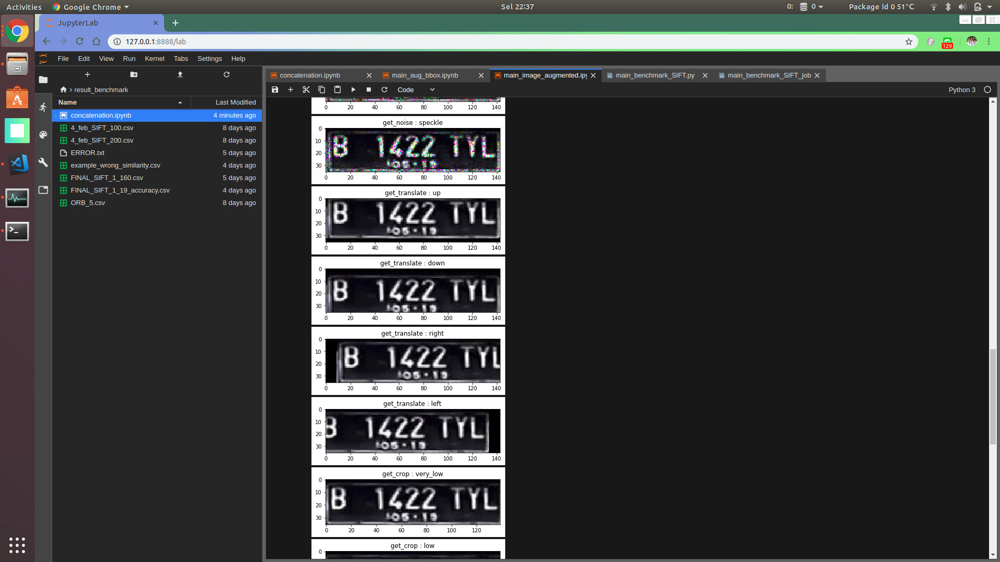 Activities Google Chrome Sel 22:37 0: 0 Package id 0 51°C
JupyterLab
127.0.0.1:8888/lab
129
File Edit View Run Kernel Tabs Settings Help
concatenation.ipynb main_aug_bbox.ipynb main_image_augmented.ipy main_benchmark_SIFT.py main_benchmark_SIFT_job
Code Python 3
result_benchmark
Name Last Modified
concatenation.ipynb 4 minutes ago
4_feb_SIFT_100.csv 8 days ago
4_feb_SIFT_200.csv 8 days ago
ERROR.txt 5 days ago
example_wrong_similarity.csv 4 days ago
FINAL_SIFT_1_160.csv 5 days ago
FINAL_SIFT_1_19_accuracy.csv 4 days ago
ORB_5.csv 8 days ago
0 20 40 60 80 100 120 140
get_noise : speckle
0
10
20
30
B 1422 TYL
05·19
0 20 40 60 80 100 120 140
get_translate : up
0
10
20
30
B 1422 TYL
05·19
0 20 40 60 80 100 120 140
get_translate : down
0
10
20
30
B 1422 TYL
05·19
0 20 40 60 80 100 120 140
get_translate : right
0
10
20
30
B 1422 TYL
05·19
0 20 40 60 80 100 120 140
get_translate : left
0
10
20
30
B 1422 TYL
05·19
0 20 40 60 80 100 120 140
get_crop : very_low
0
10
20
30
B 1422 TYL
05·19
0 20 40 60 80 100 120
get_crop : low
0